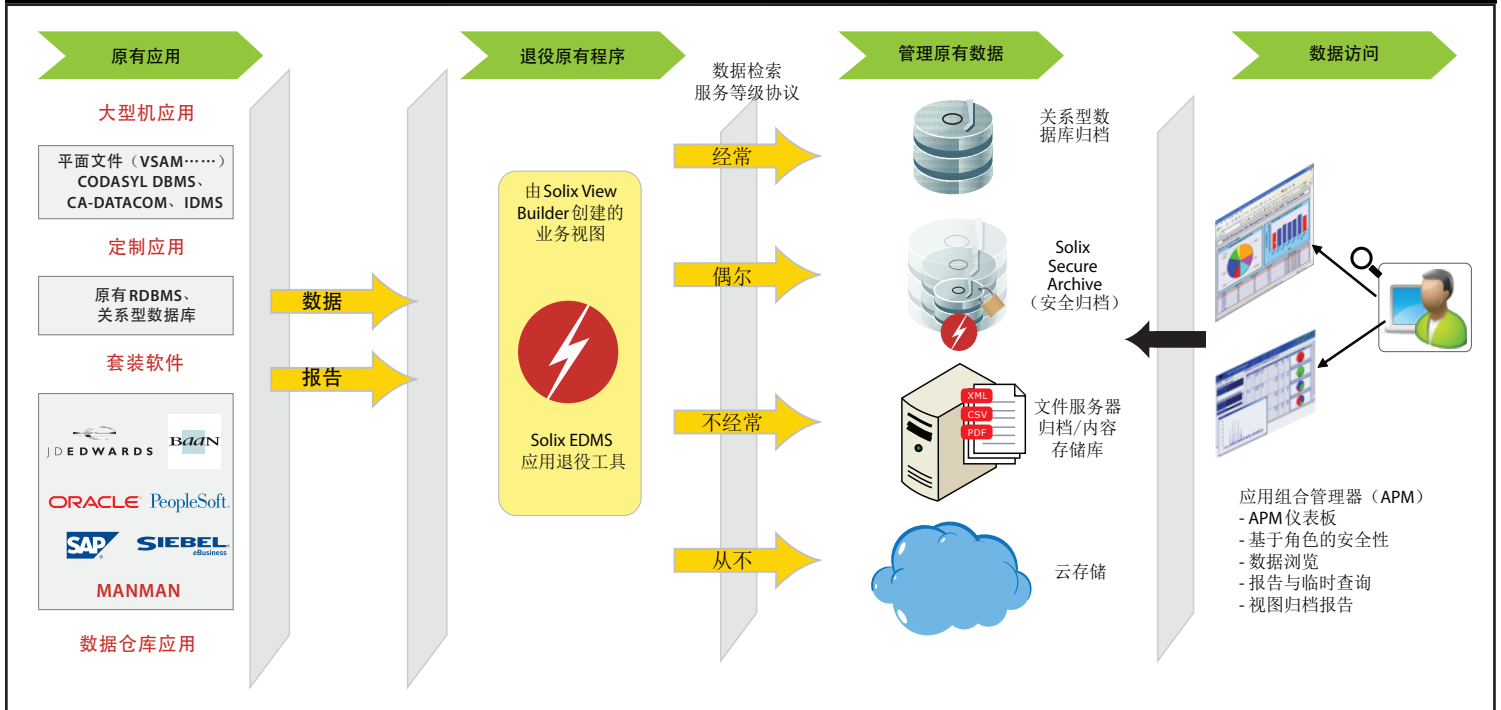 原有应用
退役原有程序
管理原有数据
数据访问
大型机应用
平面文件（VSAM……）
CODASYL DBMS、
CA-DATACOM、IDMS
定制应用
原有RDBMS、
关系型数据库
套装软件
JDEDWARDS
BaaN
ORACLE
PeopleSoft.
SAP
SIEBEL
eBusiness
MANMAN
数据仓库应用
数据
报告
由Solix View
Builder创建的
业务视图
Solix EDMS
应用退役工具
数据检索
服务等级协议
经常
偶尔
不经常
从不
关系型数
据库归档
Solix
Secure
Archive
（安全归档）
XML
CSV
PDF
文件服务器
归档/内容
存储库
云存储
应用组合管理器（APM）
- APM仪表板
- 基于角色的安全性
- 数据浏览
- 报告与临时查询
- 视图归档报告